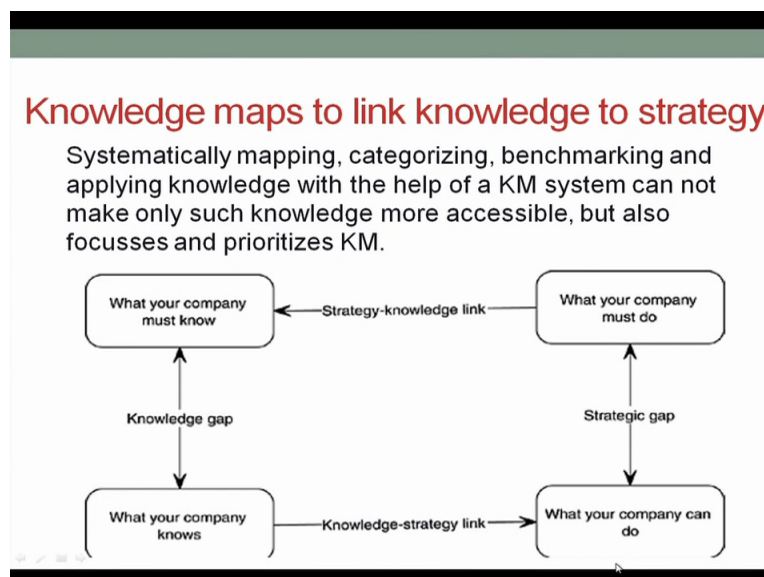 Knowledge maps to link knowledge to strategy
Systematically mapping, categorizing, benchmarking and
applying knowledge with the help of a KM system can not
make only such knowledge more accessible, but also
focusses and prioritizes KM.
What your company
must know
Strategy-knowledge link
What your company
must do
Knowledge gap
Strategic gap
What your company
knows
Knowledge-strategy link
What your company can
do